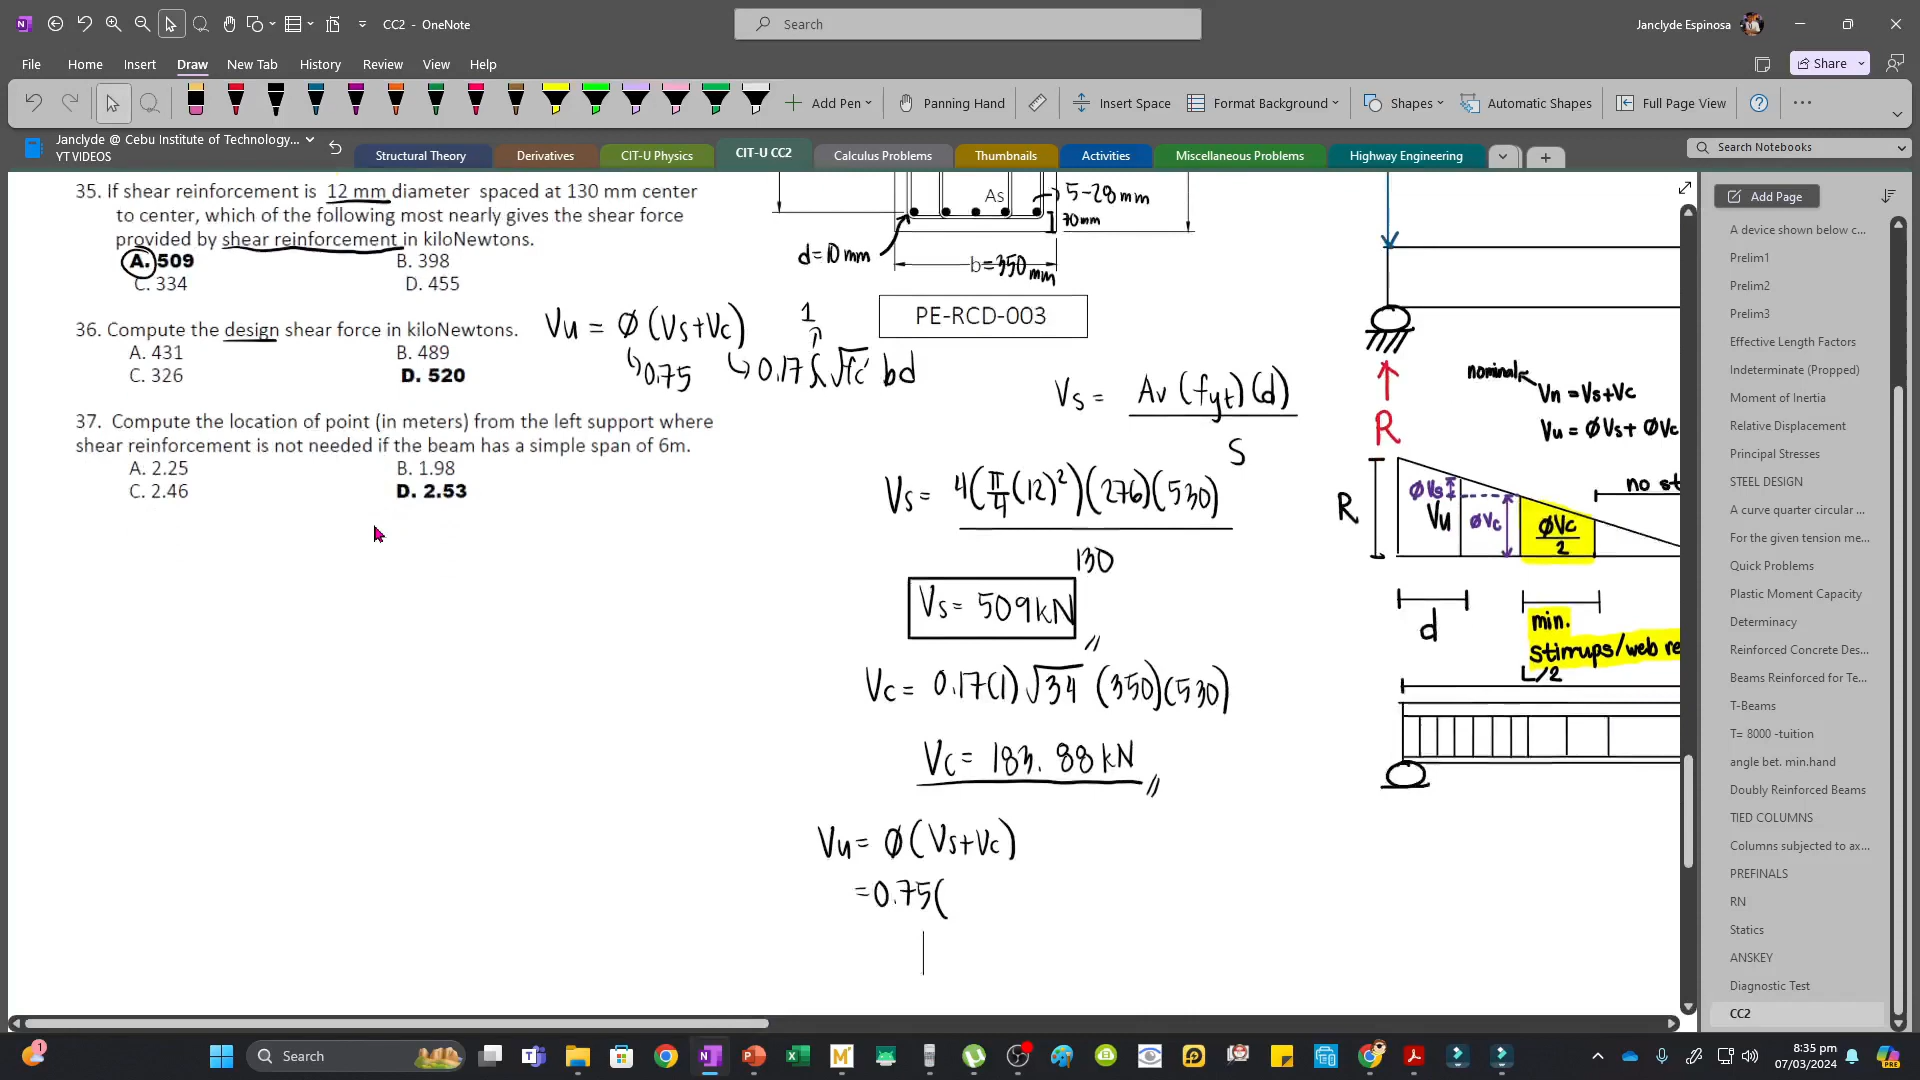 CC2 - OneNote
Search
Janclyde Espinosa
File Home Insert Draw New Tab History Review View Help
Share
Add Pen
Panning Hand
Insert Space
Format Background
Shapes
Automatic Shapes
Full Page View
Janclyde @ Cebu Institute of Technology...
YT VIDEOS
Structural Theory
Derivatives
CIT-U Physics
CIT-U CC2
Calculus Problems
Thumbnails
Activities
Miscellaneous Problems
Highway Engineering
Search Notebooks
35. If shear reinforcement is 12 mm diameter spaced at 130 mm center
to center, which of the following most nearly gives the shear force
provided by shear reinforcement in kiloNewtons.
A. 509 B. 398
C. 334 D. 455
36. Compute the design shear force in kiloNewtons.
A. 431 B. 489
C. 326 D. 520
37. Compute the location of point (in meters) from the left support where
shear reinforcement is not needed if the beam has a simple span of 6m.
A. 2.25 B. 1.98
C. 2.46 D. 2.53
Vu = Ø (Vs+Vc)
1
0.75
0.17 λ √fc' bd
As
5-28 mm
70mm
d=10 mm
b=350 mm
PE-RCD-003
Vs = Av (fyt)(d)
S
Vs = 4(π/4 (12)²)(276)(530)
130
Vs = 509 kN
Vc = 0.17(1) √34 (350)(530)
Vc = 183.88 kN
Vu = Ø (Vs+Vc)
= 0.75(
R
nominal
Vn = Vs+Vc
Vu = ØVs + ØVc
R
ØVs
Vu
ØVc
ØVc
2
no st
d
min.
stirrups/web re
L/2
Add Page
A device shown below c...
Prelim1
Prelim2
Prelim3
Effective Length Factors
Indeterminate (Propped)
Moment of Inertia
Relative Displacement
Principal Stresses
STEEL DESIGN
A curve quarter circular ...
For the given tension me...
Quick Problems
Plastic Moment Capacity
Determinacy
Reinforced Concrete Des...
Beams Reinforced for Te...
T-Beams
T= 8000 -tuition
angle bet. min.hand
Doubly Reinforced Beams
TIED COLUMNS
Columns subjected to ax...
PREFINALS
RN
Statics
ANSKEY
Diagnostic Test
CC2
1
Search
8:35 pm
07/03/2024